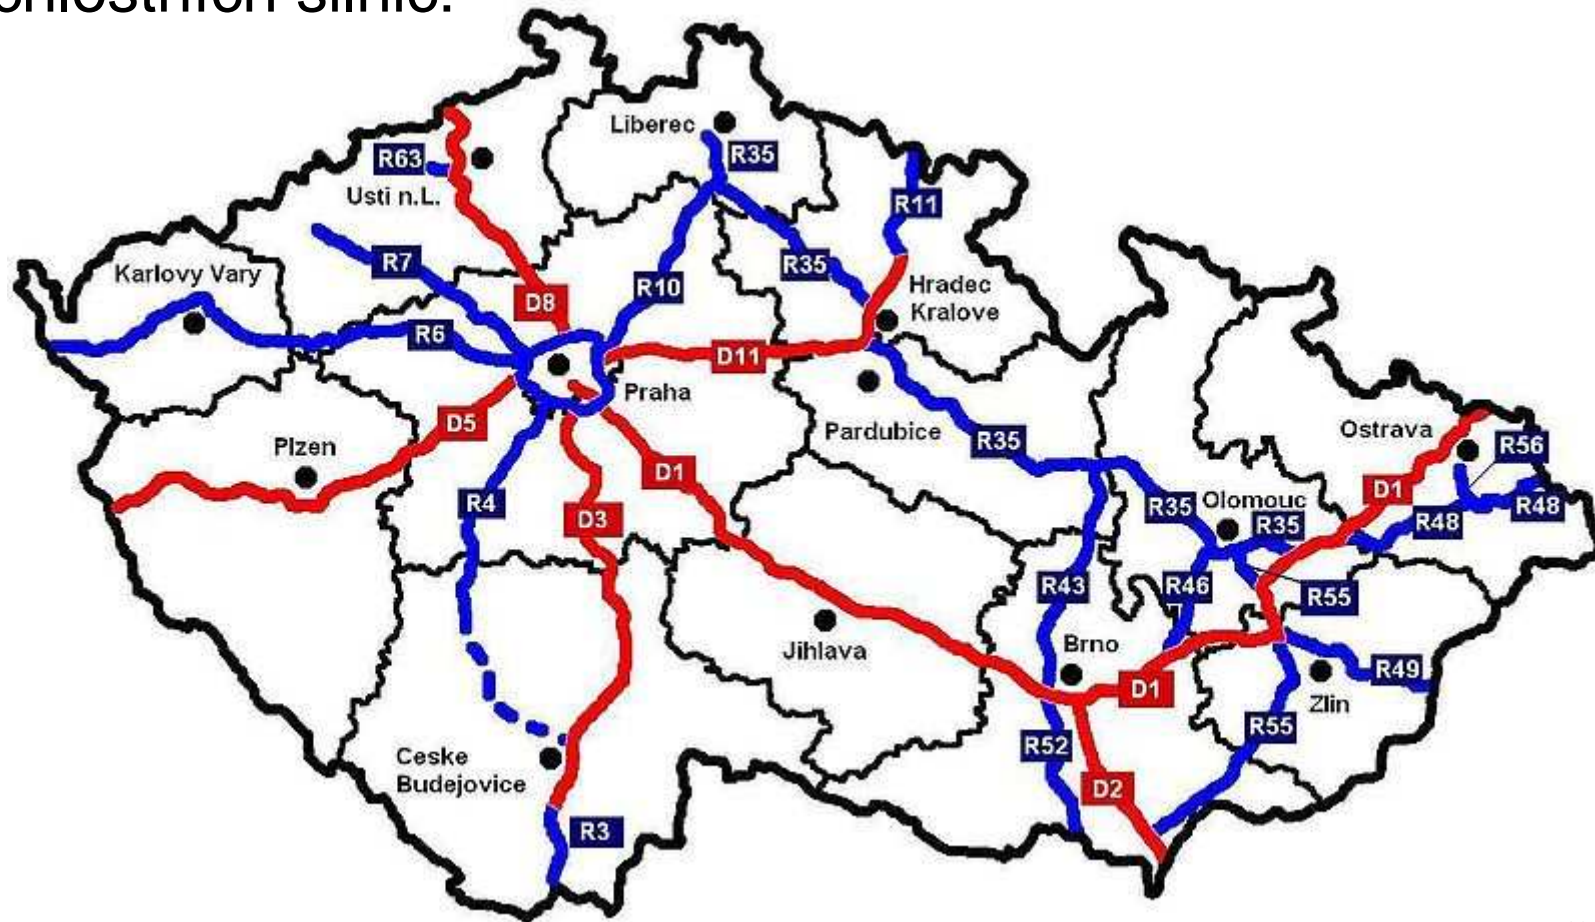 chlostních silnic.
Liberec
R35
R63
Usti n.L.
R11
R7
R35
Karlovy Vary
R10
Hradec
Kralove
D8
R6
D11
Praha
D5
Pardubice
Ostrava
Plzen
R35
R56
D1
D1
R4
R35
Olomouc
R48
D3
R35
R48
R43
R46
R55
Jihlava
Brno
R49
D1
Zlin
R55
R52
Ceske
Budejovice
D2
R3